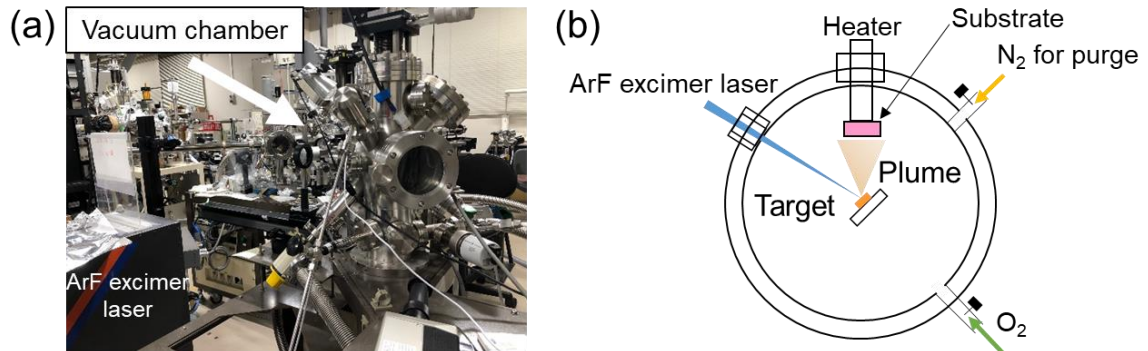 (a)
Vacuum chamber
ArF excimer
laser
(b)
Substrate
Heater
N₂ for purge
ArF excimer laser
Plume
Target
O₂